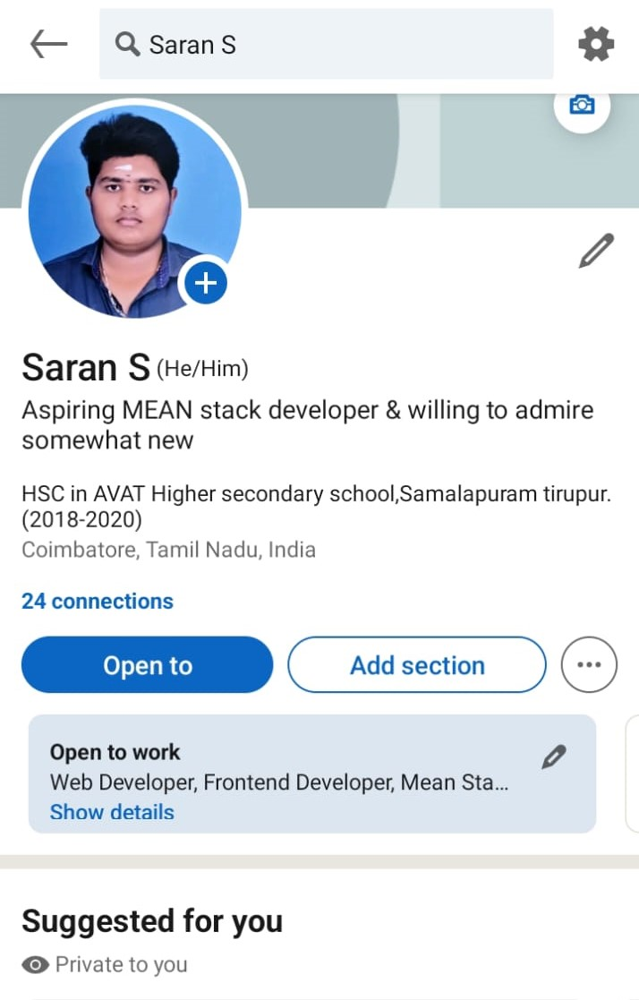 Saran S
Saran S (He/Him)
Aspiring MEAN stack developer & willing to admire
somewhat new
HSC in AVAT Higher secondary school,Samalapuram tirupur.
(2018-2020)
Coimbatore, Tamil Nadu, India
24 connections
Open to
Add section
Open to work
Web Developer, Frontend Developer, Mean Sta...
Show details
Suggested for you
Private to you